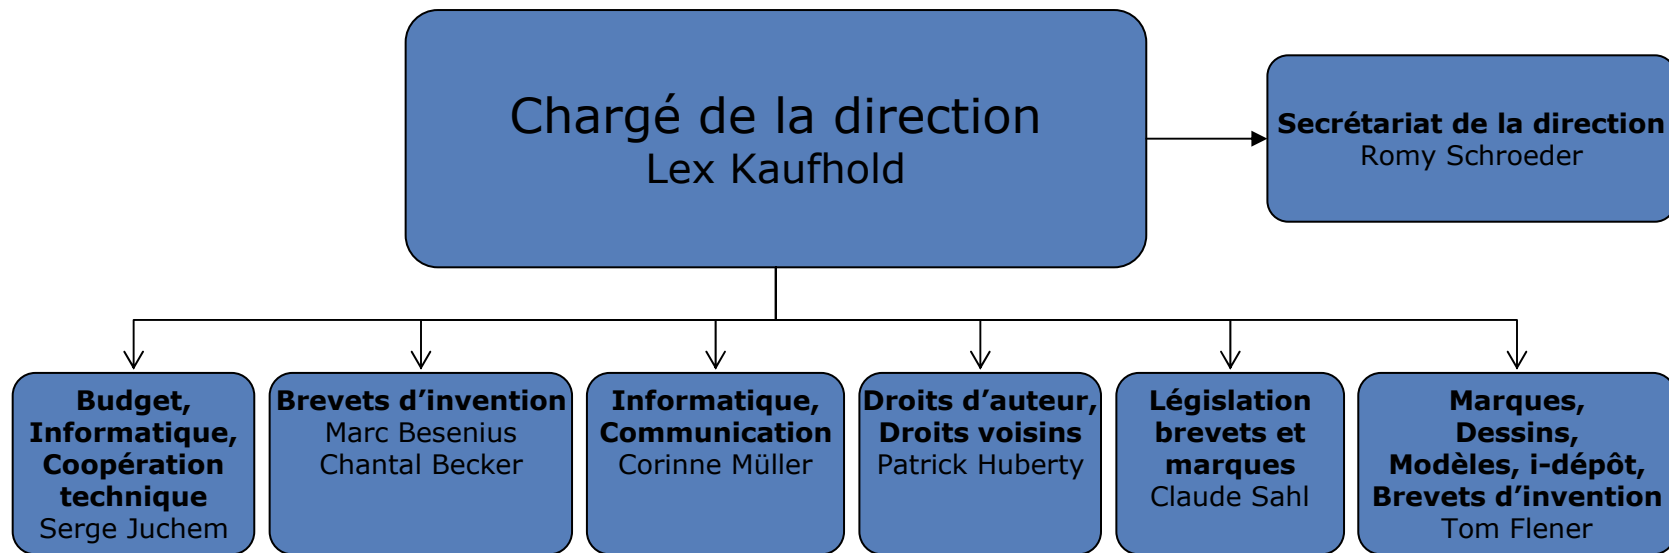 Chargé de la direction
Lex Kaufhold
Secrétariat de la direction
Romy Schroeder
Budget,
Informatique,
Coopération
technique
Serge Juchem
Brevets d’invention
Marc Besenius
Chantal Becker
Informatique,
Communication
Corinne Müller
Droits d’auteur,
Droits voisins
Patrick Huberty
Législation
brevets et
marques
Claude Sahl
Marques,
Dessins,
Modèles, i-dépôt,
Brevets d’invention
Tom Flener